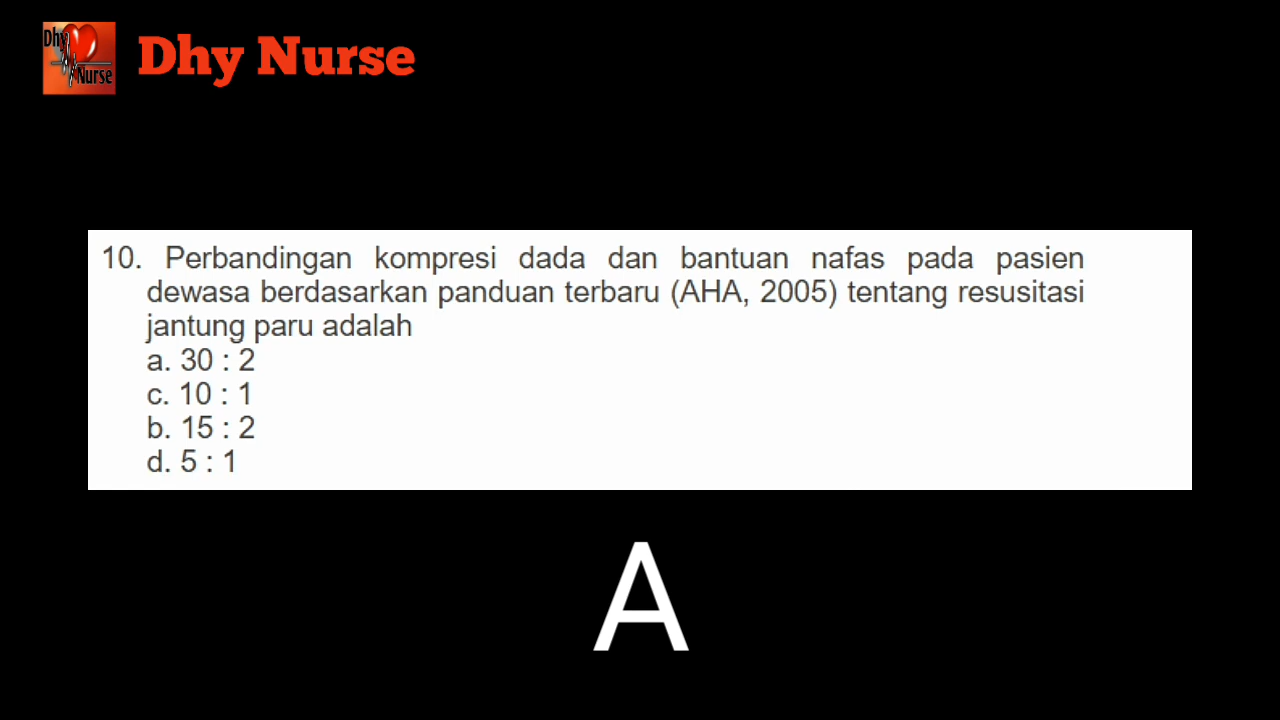 Dhy
Nurse
Dhy Nurse
10. Perbandingan kompresi dada dan bantuan nafas pada pasien
dewasa berdasarkan panduan terbaru (AHA, 2005) tentang resusitasi
jantung paru adalah
a. 30 : 2
c. 10 : 1
b. 15 : 2
d. 5 : 1
A